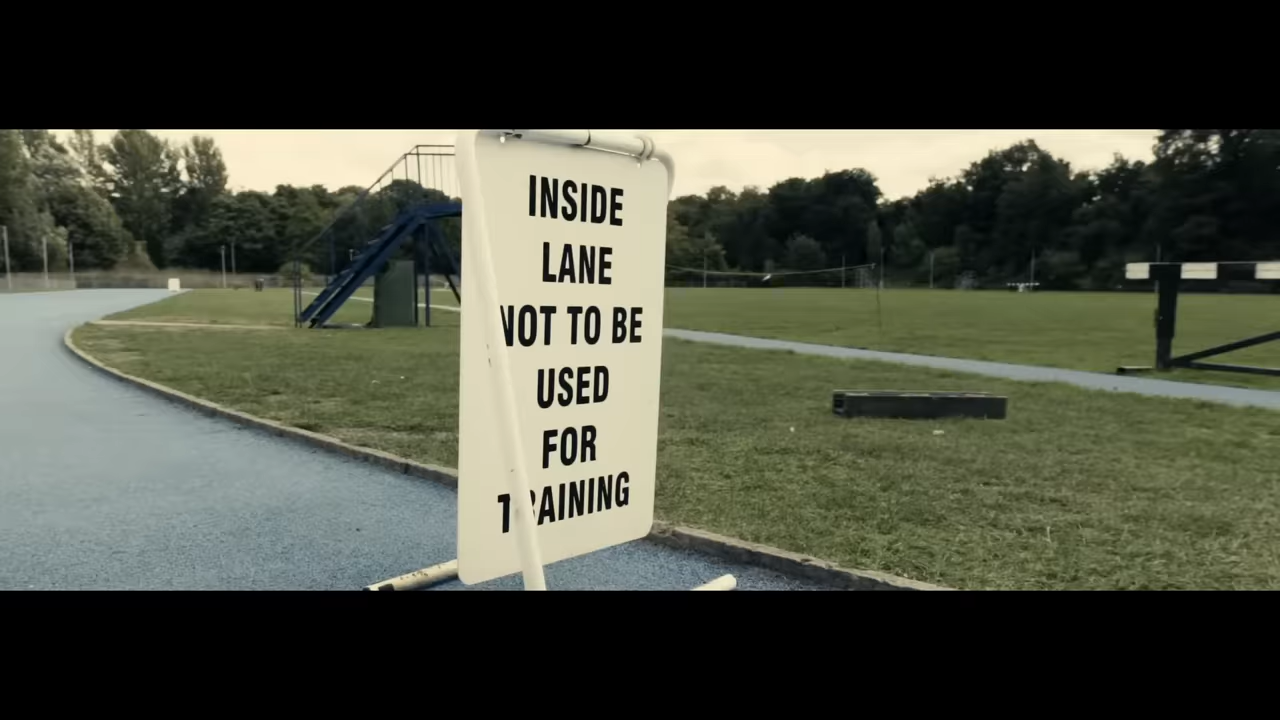 INSIDE
LANE
NOT TO BE
USED
FOR
TRAINING